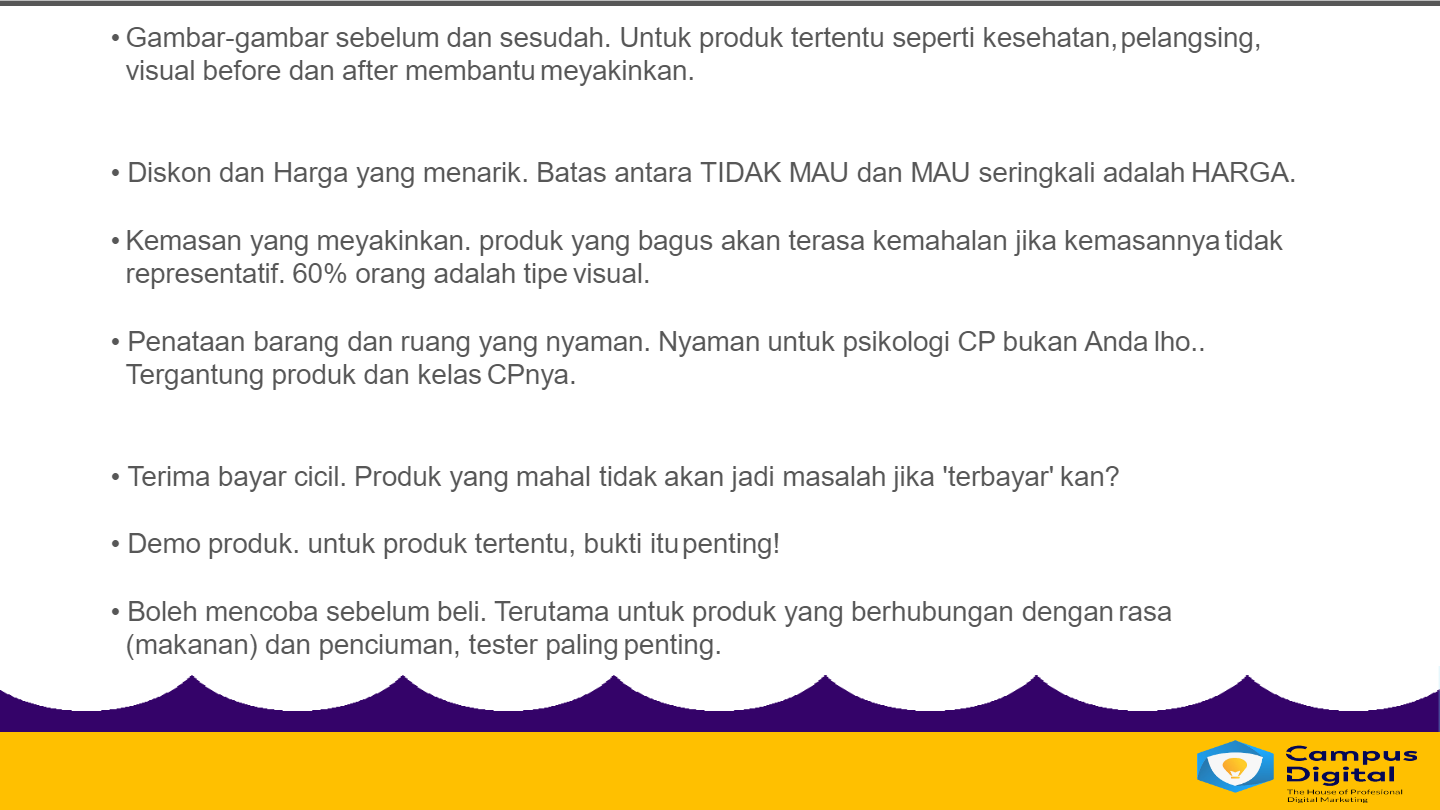 • Gambar-gambar sebelum dan sesudah. Untuk produk tertentu seperti kesehatan, pelangsing,
visual before dan after membantu meyakinkan.
• Diskon dan Harga yang menarik. Batas antara TIDAK MAU dan MAU seringkali adalah HARGA.
• Kemasan yang meyakinkan. produk yang bagus akan terasa kemahalan jika kemasannya tidak
representatif. 60% orang adalah tipe visual.
• Penataan barang dan ruang yang nyaman. Nyaman untuk psikologi CP bukan Anda lho..
Tergantung produk dan kelas CPnya.
• Terima bayar cicil. Produk yang mahal tidak akan jadi masalah jika 'terbayar' kan?
• Demo produk. untuk produk tertentu, bukti itu penting!
• Boleh mencoba sebelum beli. Terutama untuk produk yang berhubungan dengan rasa
(makanan) dan penciuman, tester paling penting.
Campus
Digital
The House of Profesional
Digital Marketing